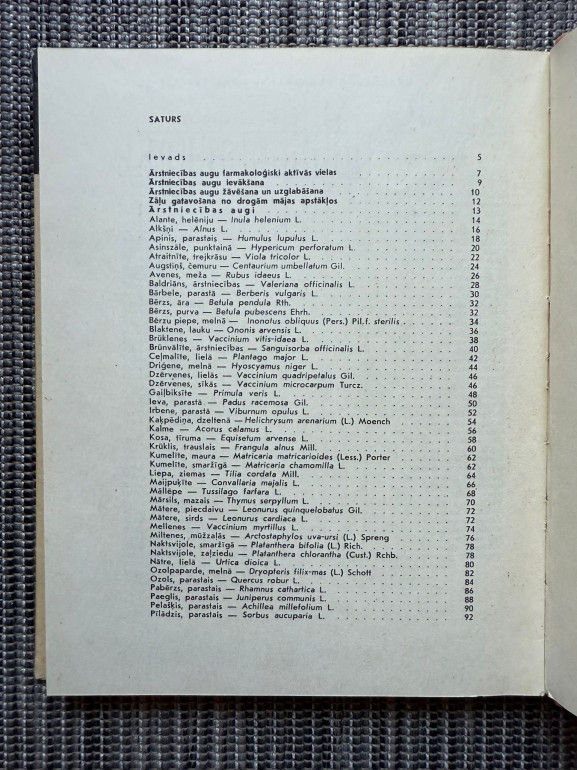 SATURS
Ievads 5
Ārstniecības augu farmakoloģiski aktīvās vielas 7
Ārstniecības augu ievākšana 9
Ārstniecības augu žāvēšana un uzglabāšana 10
Zāļu gatavošana no drogām mājas apstākļos 12
Ārstniecības augi 13
Alante, helēniju — Inula helenium L. 14
Alkšņi — Alnus L. 16
Apinis, parastais — Humulus lupulus L. 18
Asinszāle, punktainā — Hypericum perforatum L. 20
Atraitnīte, trejkrāsu — Viola tricolor L. 22
Augstiņš, čemuru — Centaurium umbellatum Gil. 24
Avenes, meža — Rubus idaeus L. 26
Baldriāns, ārstniecības — Valeriana officinalis L. 28
Bārbele, parastā — Berberis vulgaris L. 30
Bērzs, āra — Betula pendula Rth. 32
Bērzs, purva — Betula pubescens Ehrh. 32
Bērzu piepe, melnā — Inonotus obliquus (Pers.) Pil.f. sterilis 34
Blaktene, lauku — Ononis arvensis L. 36
Brūklenes — Vaccinium vitis-idaea L. 38
Brūnvālīte, ārstniecības — Sanguisorba officinalis L. 40
Ceļmalīte, lielā — Plantago major L. 42
Driģene, melnā — Hyoscyamus niger L. 44
Dzērvenes, lielās — Vaccinium quadripetalus Gil. 46
Dzērvenes, sīkās — Vaccinium microcarpum Turcz. 46
Gaiļbiksīte — Primula veris L. 48
Ieva, parastā — Padus racemosa Gil. 50
Irbene, parastā — Viburnum opulus L. 52
Kaķpēdiņa, dzeltenā — Helichrysum arenarium (L.) Moench 54
Kalme — Acorus calamus L. 56
Kosa, tīruma — Equisetum arvense L. 58
Krūklis, trauslais — Frangula alnus Mill. 60
Kumelīte, maura — Matricaria matricarioides (Less.) Porter 62
Kumelīte, smaržīgā — Matricaria chamomilla L. 62
Liepa, ziemas — Tilia cordata Mill. 64
Maijpuķīte — Convallaria majalis L. 66
Māllēpe — Tussilago farfara L. 68
Mārsils, mazais — Thymus serpyllum L. 70
Mātere, piecdaivu — Leonurus quinquelobatus Gil. 72
Mātere, sirds — Leonurus cardiaca L. 72
Mellenes — Vaccinium myrtillus L. 74
Miltenes, mūžzaļās — Arctostaphylos uva-ursi (L.) Spreng 76
Naktsvijole, smaržīgā — Platanthera bifolia (L.) Rich. 78
Naktsvijole, zaļziedu — Platanthera chlorantha (Cust.) Rchb. 78
Nātre, lielā — Urtica dioica L. 80
Ozolpaparde, melnā — Dryopteris filix-mas (L.) Schott 82
Ozols, parastais — Quercus robur L. 84
Pabērzs, parastais — Rhamnus cathartica L. 86
Paeglis, parastais — Juniperus communis L. 88
Pelašķis, parastais — Achillea millefolium L. 90
Pīlādzis, parastais — Sorbus aucuparia L. 92